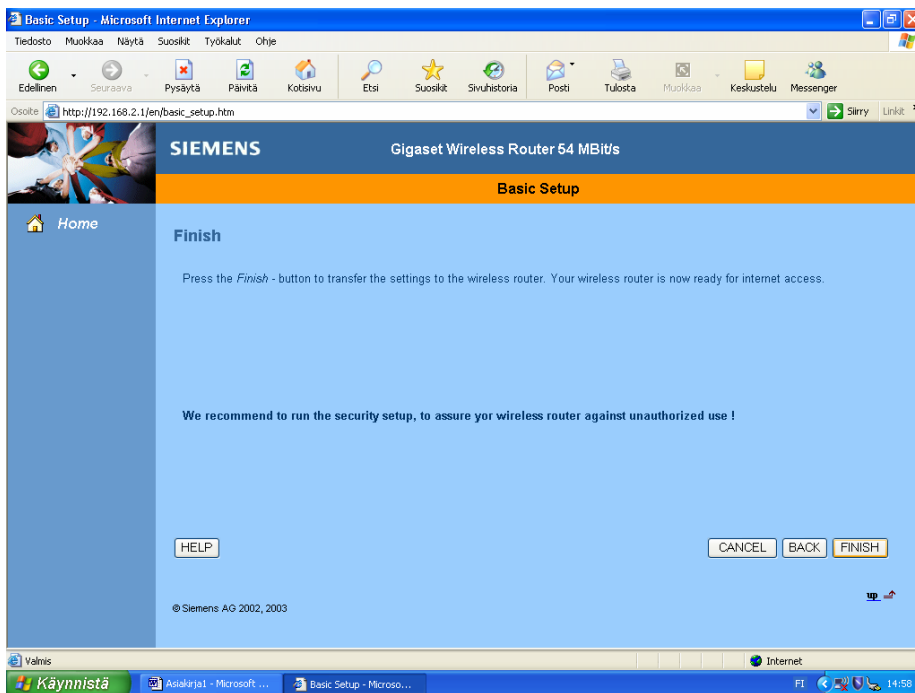 Basic Setup - Microsoft Internet Explorer
Tiedosto Muokkaa Näytä Suosikit Työkalut Ohje
Edellinen Seuraava Pysäytä Päivitä Kotisivu Etsi Suosikit Sivuhistoria Posti Tulosta Muokkaa Keskustelu Messenger
Osoite http://192.168.2.1/en/basic_setup.htm Siirry Linkit
SIEMENS Gigaset Wireless Router 54 MBit/s
Basic Setup
Home
Finish
Press the Finish - button to transfer the settings to the wireless router. Your wireless router is now ready for internet access.
We recommend to run the security setup, to assure yor wireless router against unauthorized use !
HELP CANCEL BACK FINISH
up
© Siemens AG 2002, 2003
Valmis Internet
Käynnistä Asiakirja1 - Microsoft ... Basic Setup - Microso... FI 14:58